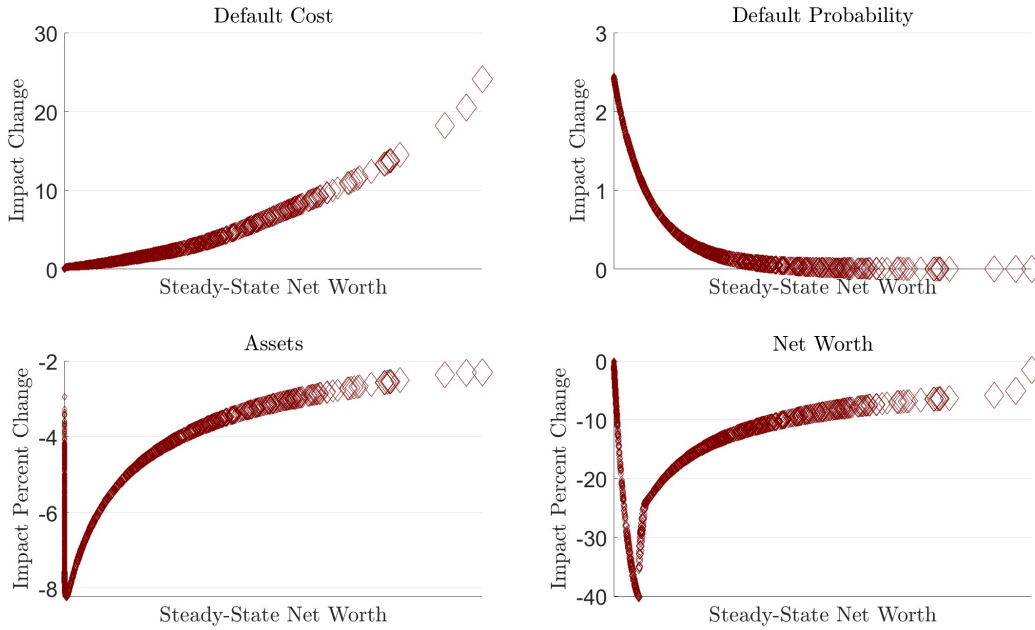 Default Cost
30
20
10
0
Impact Change
Steady-State Net Worth
Default Probability
3
2
1
0
Impact Change
Steady-State Net Worth
Assets
-2
-4
-6
-8
Impact Percent Change
Steady-State Net Worth
Net Worth
0
-10
-20
-30
-40
Impact Percent Change
Steady-State Net Worth